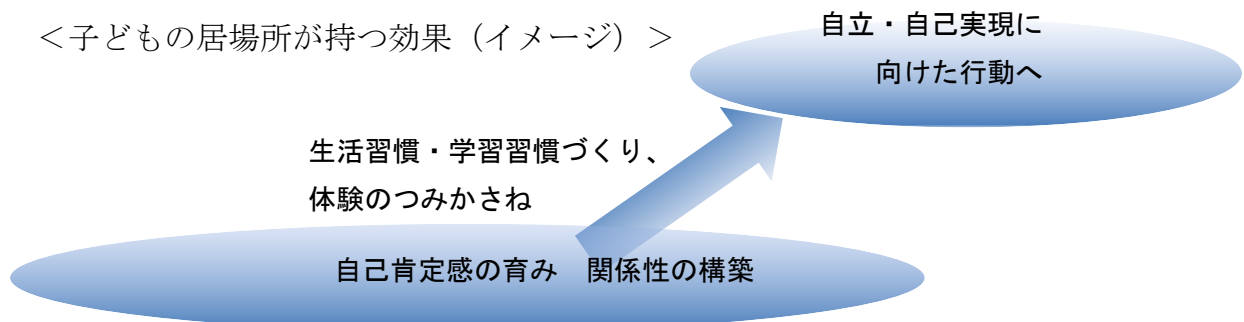 ＜子どもの居場所が持つ効果（イメージ）＞
自立・自己実現に
向けた行動へ
生活習慣・学習習慣づくり、
体験のつみかさね
自己肯定感の育み　関係性の構築